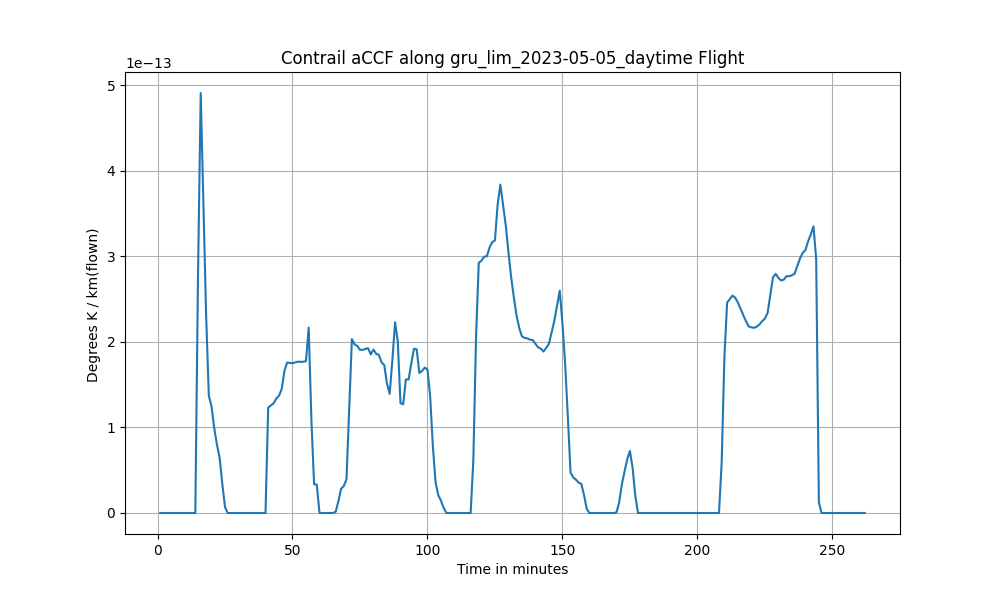 Contrail aCCF along gru_lim_2023-05-05_daytime Flight
1e−13
5
4
3
2
1
0
Degrees K / km(flown)
0 50 100 150 200 250
Time in minutes